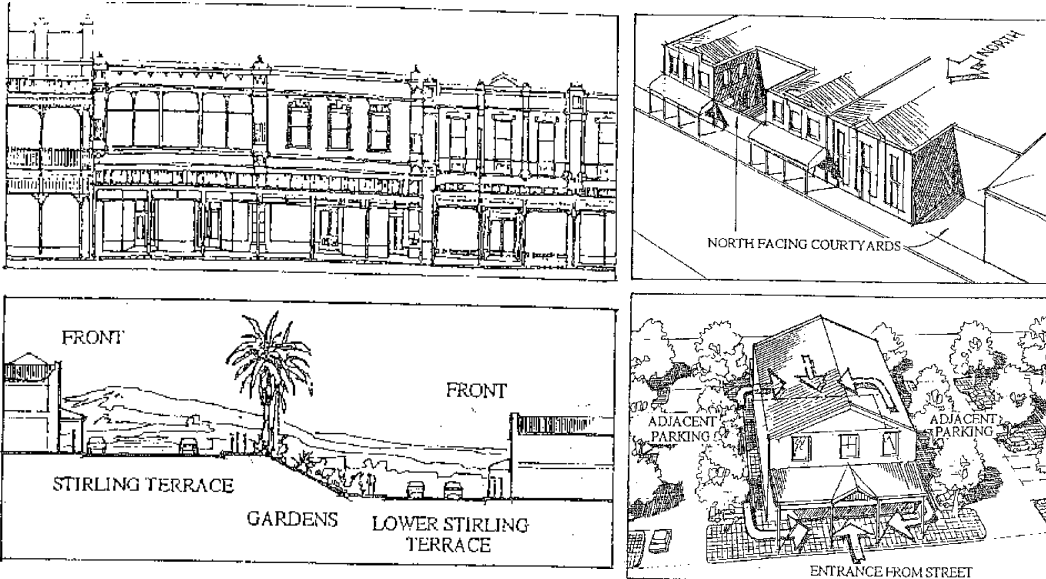 NORTH
NORTH FACING COURTYARDS
FRONT
FRONT
STIRLING TERRACE
GARDENS
LOWER STIRLING
TERRACE
ADJACENT
PARKING
ADJACENT
PARKING
ENTRANCE FROM STREET